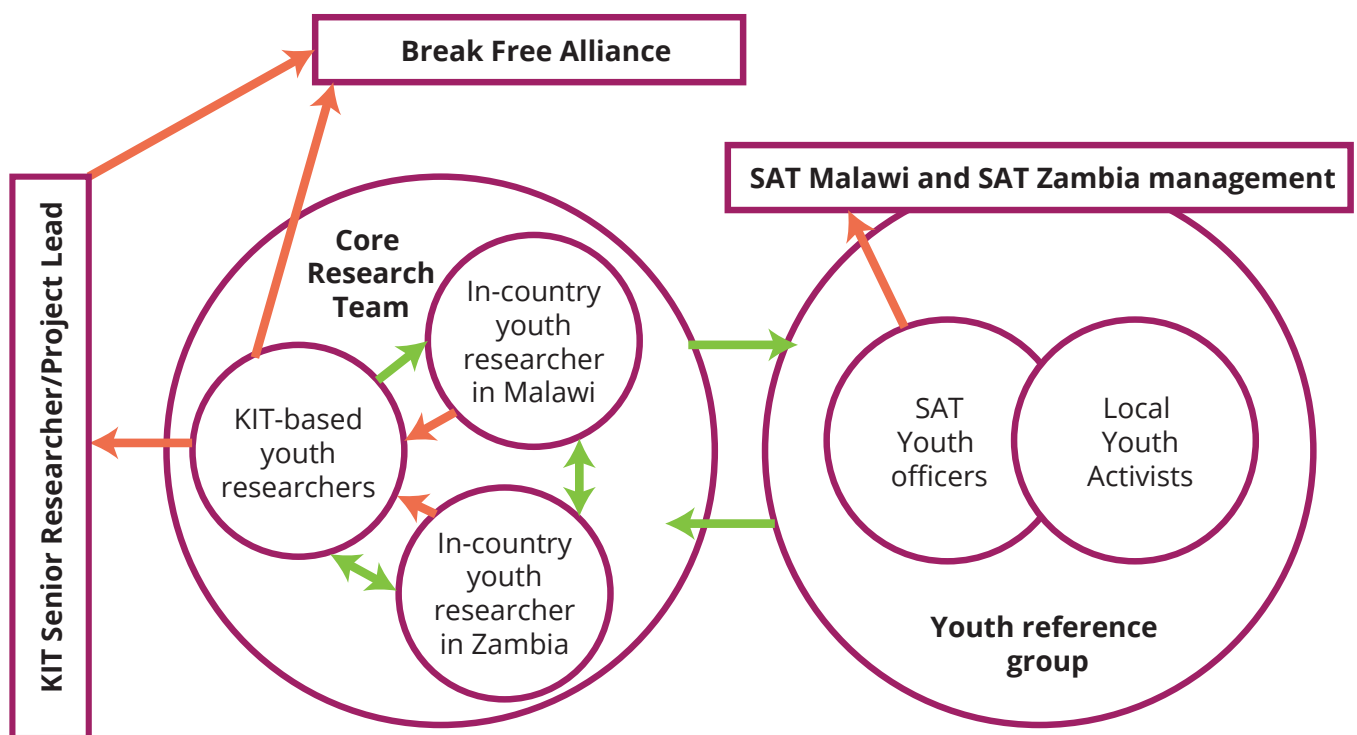 Break Free Alliance
SAT Malawi and SAT Zambia management
KIT Senior Researcher/Project Lead
Core
Research
Team
In-country
youth
researcher
in Malawi
KIT-based
youth
researchers
In-country
youth
researcher
in Zambia
SAT
Youth
officers
Local
Youth
Activists
Youth reference
group